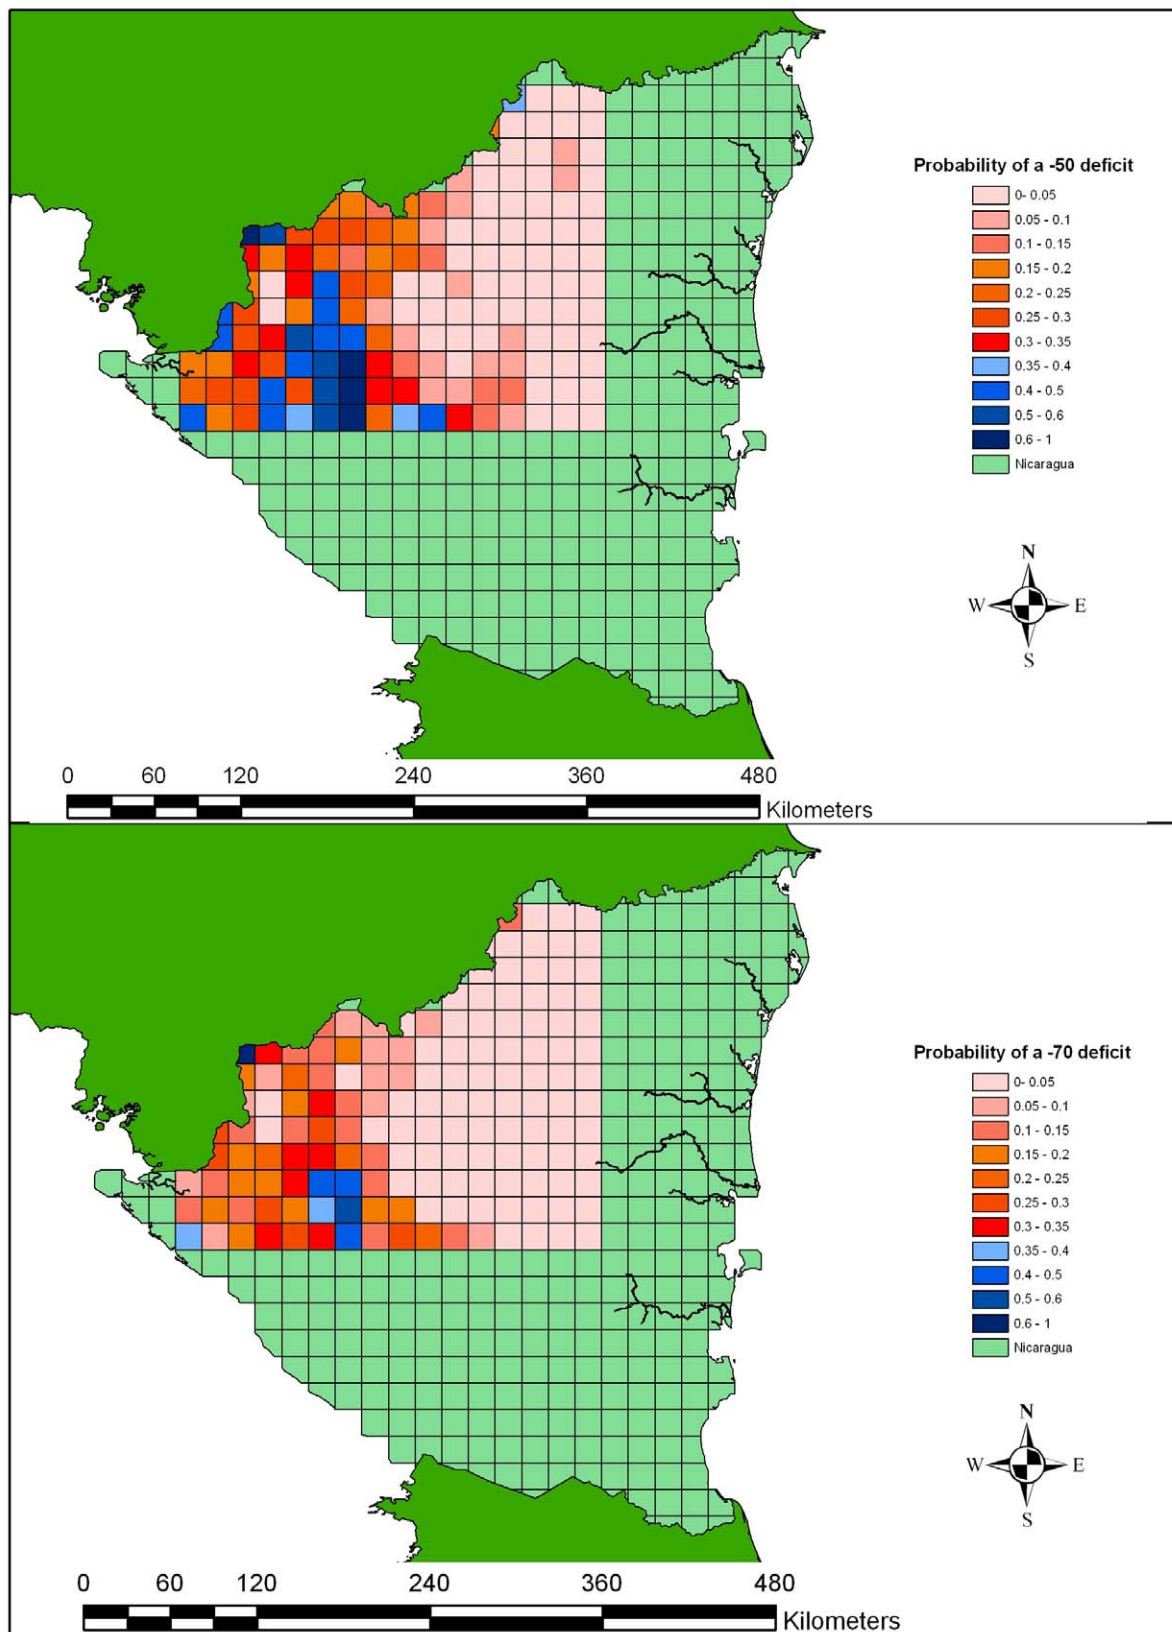 Probability of a -50 deficit
0- 0.05
0.05 - 0.1
0.1 - 0.15
0.15 - 0.2
0.2 - 0.25
0.25 - 0.3
0.3 - 0.35
0.35 - 0.4
0.4 - 0.5
0.5 - 0.6
0.6 - 1
Nicaragua
N
W E
S
0 60 120 240 360 480
Kilometers
Probability of a -70 deficit
0- 0.05
0.05 - 0.1
0.1 - 0.15
0.15 - 0.2
0.2 - 0.25
0.25 - 0.3
0.3 - 0.35
0.35 - 0.4
0.4 - 0.5
0.5 - 0.6
0.6 - 1
Nicaragua
N
W E
S
0 60 120 240 360 480
Kilometers